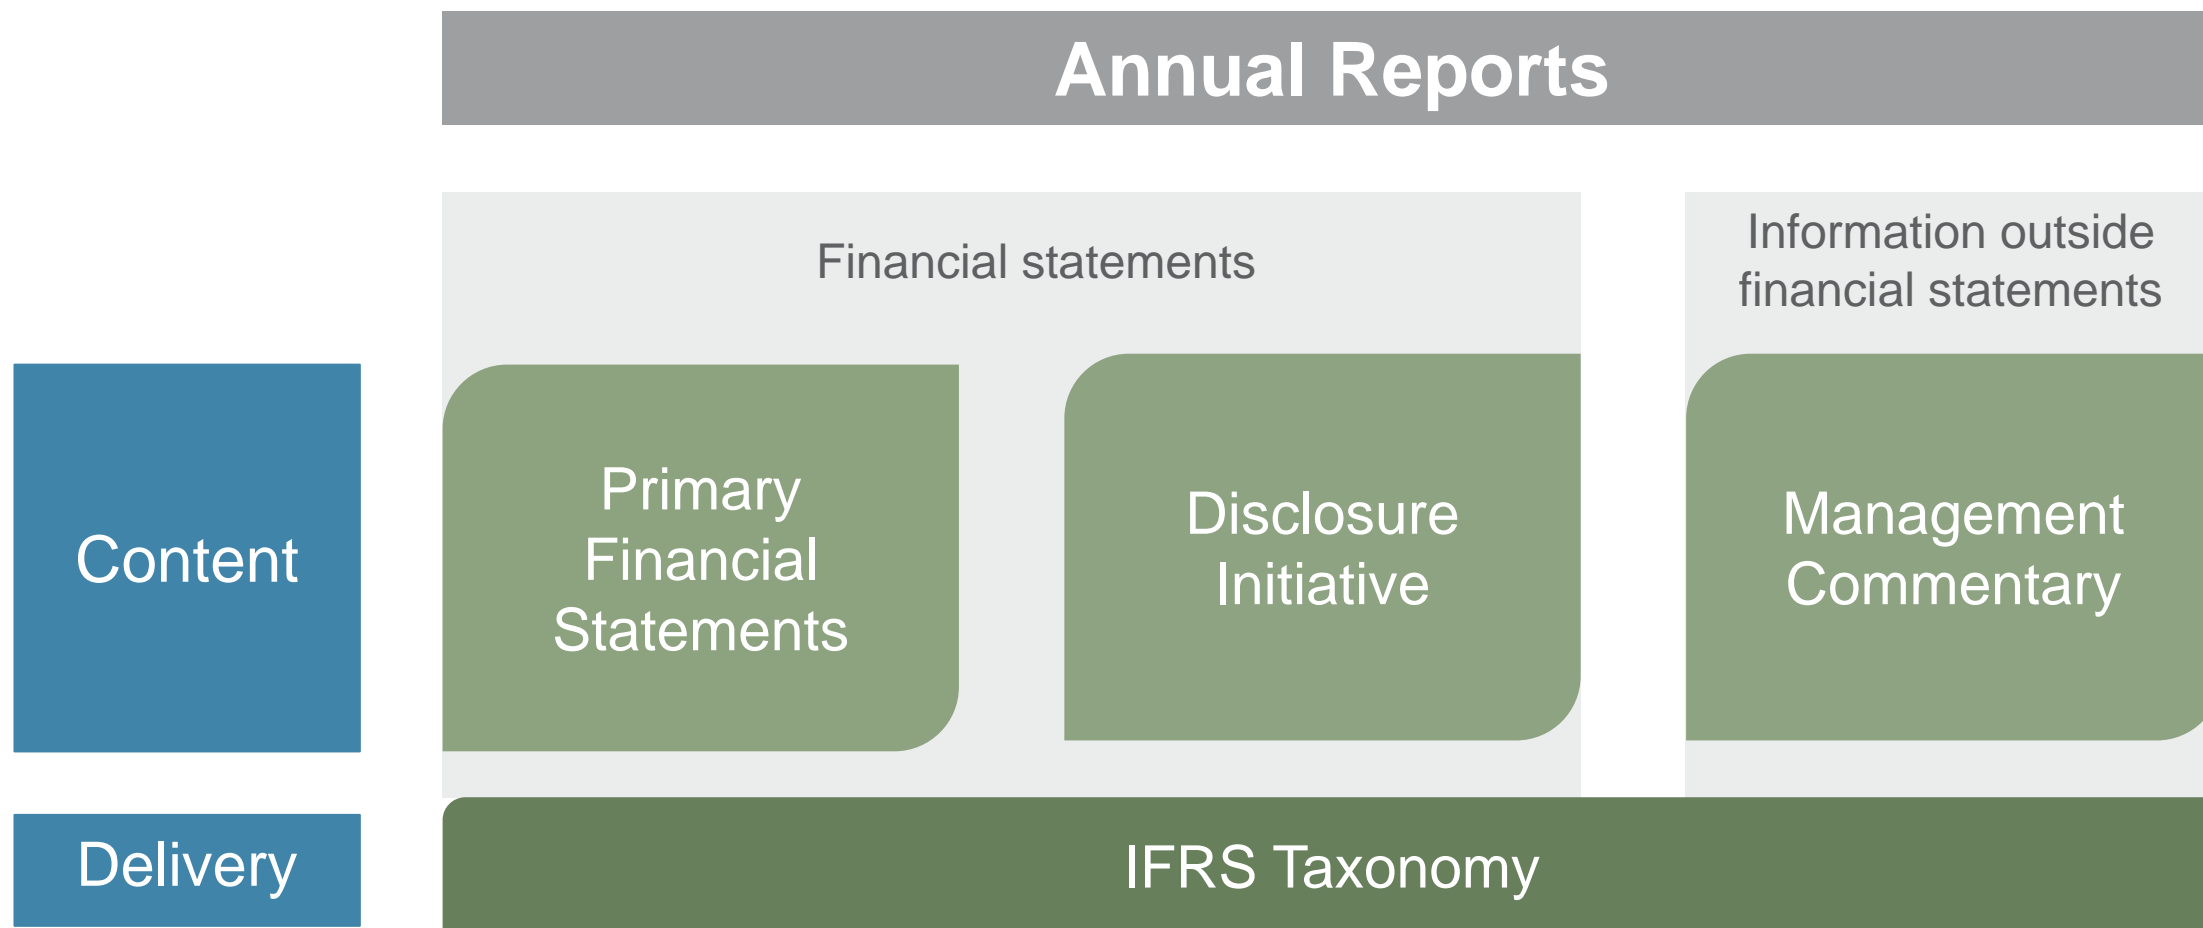 Annual Reports
Financial statements
Information outside
financial statements
Content
Primary
Financial
Statements
Disclosure
Initiative
Management
Commentary
Delivery
IFRS Taxonomy